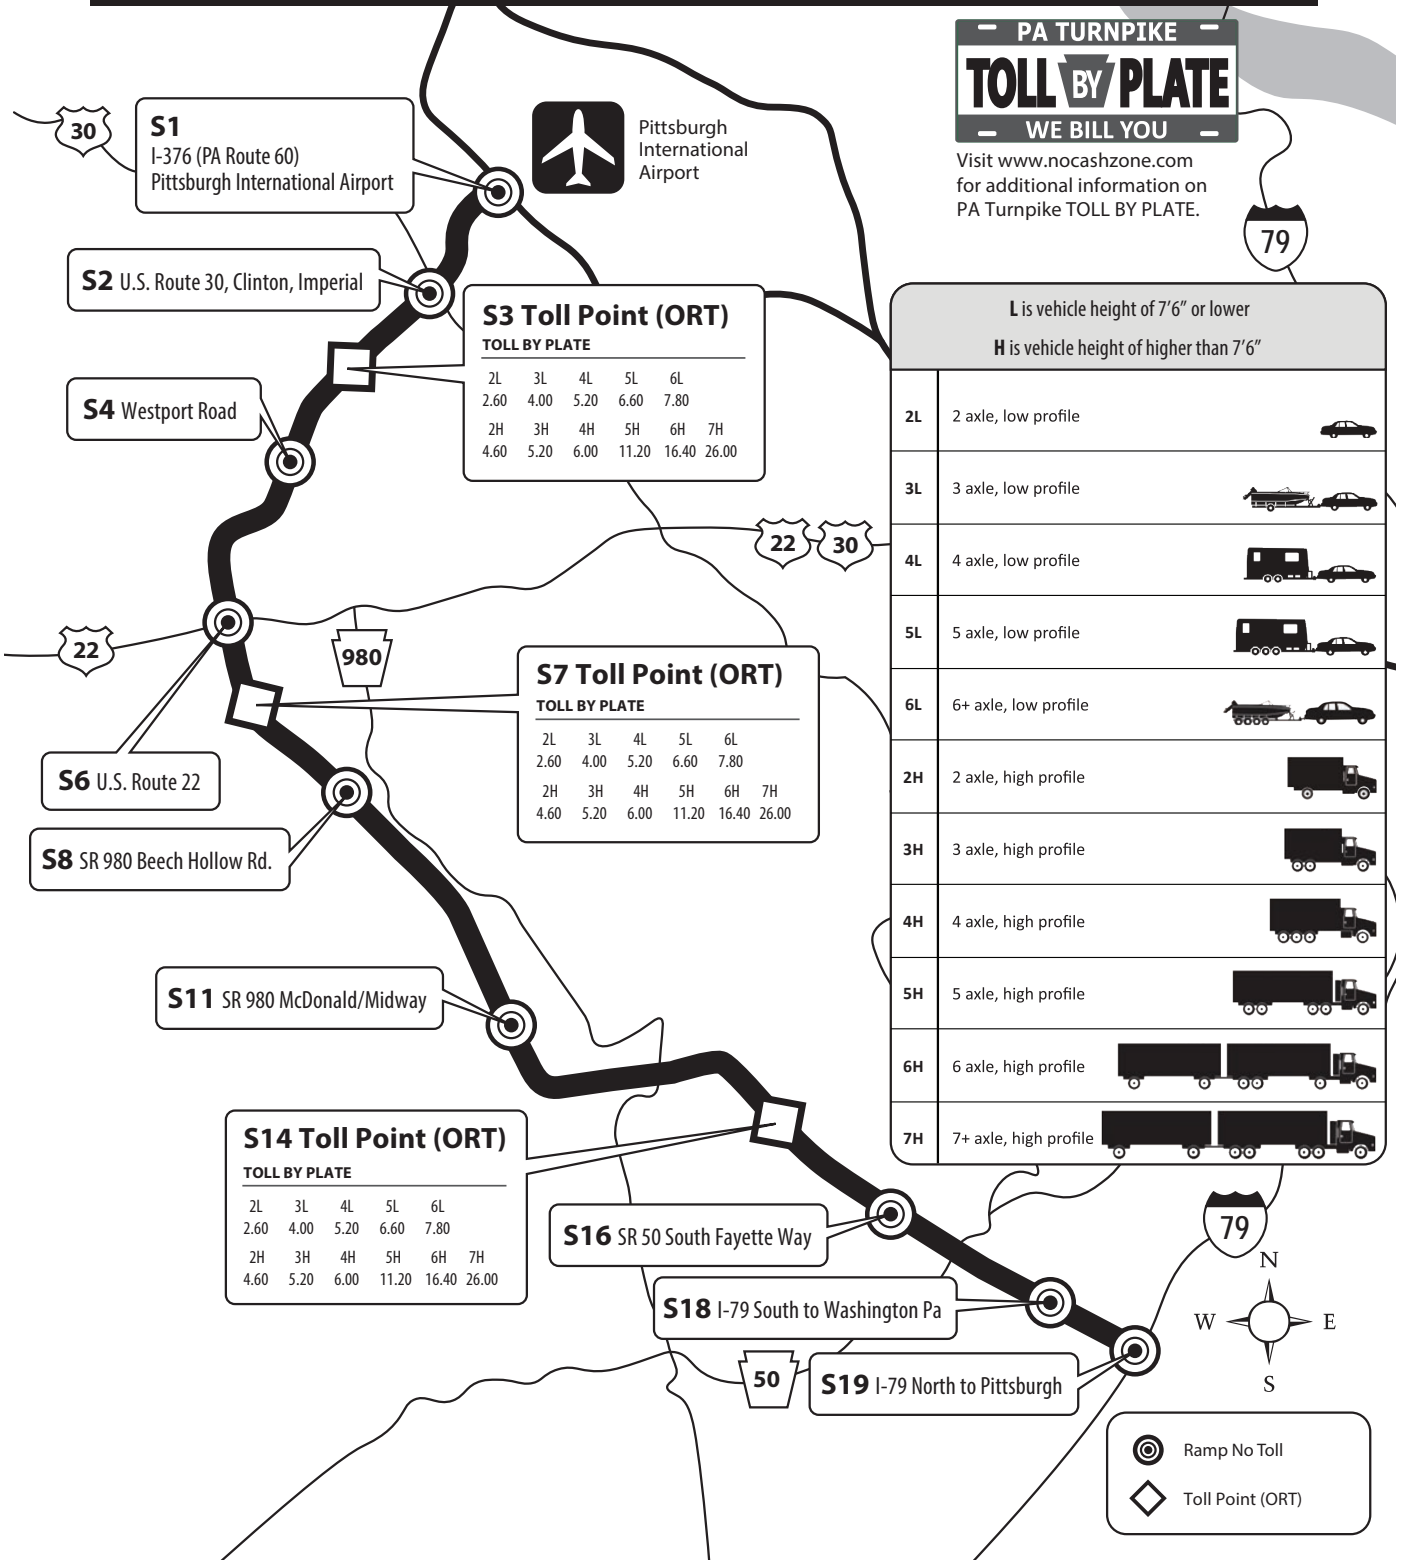 PA TURNPIKE
TOLL BY PLATE
WE BILL YOU
Visit www.nocashzone.com
for additional information on
PA Turnpike TOLL BY PLATE.
30
S1
I-376 (PA Route 60)
Pittsburgh International Airport
Pittsburgh
International
Airport
79
S2 U.S. Route 30, Clinton, Imperial
S3 Toll Point (ORT)
TOLL BY PLATE
2L 3L 4L 5L 6L
2.60 4.00 5.20 6.60 7.80
2H 3H 4H 5H 6H 7H
4.60 5.20 6.00 11.20 16.40 26.00
S4 Westport Road
22 30
22
980
S7 Toll Point (ORT)
TOLL BY PLATE
2L 3L 4L 5L 6L
2.60 4.00 5.20 6.60 7.80
2H 3H 4H 5H 6H 7H
4.60 5.20 6.00 11.20 16.40 26.00
S6 U.S. Route 22
S8 SR 980 Beech Hollow Rd.
S11 SR 980 McDonald/Midway
S14 Toll Point (ORT)
TOLL BY PLATE
2L 3L 4L 5L 6L
2.60 4.00 5.20 6.60 7.80
2H 3H 4H 5H 6H 7H
4.60 5.20 6.00 11.20 16.40 26.00
S16 SR 50 South Fayette Way
S18 I-79 South to Washington Pa
50
S19 I-79 North to Pittsburgh
L is vehicle height of 7'6" or lower
H is vehicle height of higher than 7'6"
2L 2 axle, low profile
3L 3 axle, low profile
4L 4 axle, low profile
5L 5 axle, low profile
6L 6+ axle, low profile
2H 2 axle, high profile
3H 3 axle, high profile
4H 4 axle, high profile
5H 5 axle, high profile
6H 6 axle, high profile
7H 7+ axle, high profile
79
N
W E
S
Ramp No Toll
Toll Point (ORT)